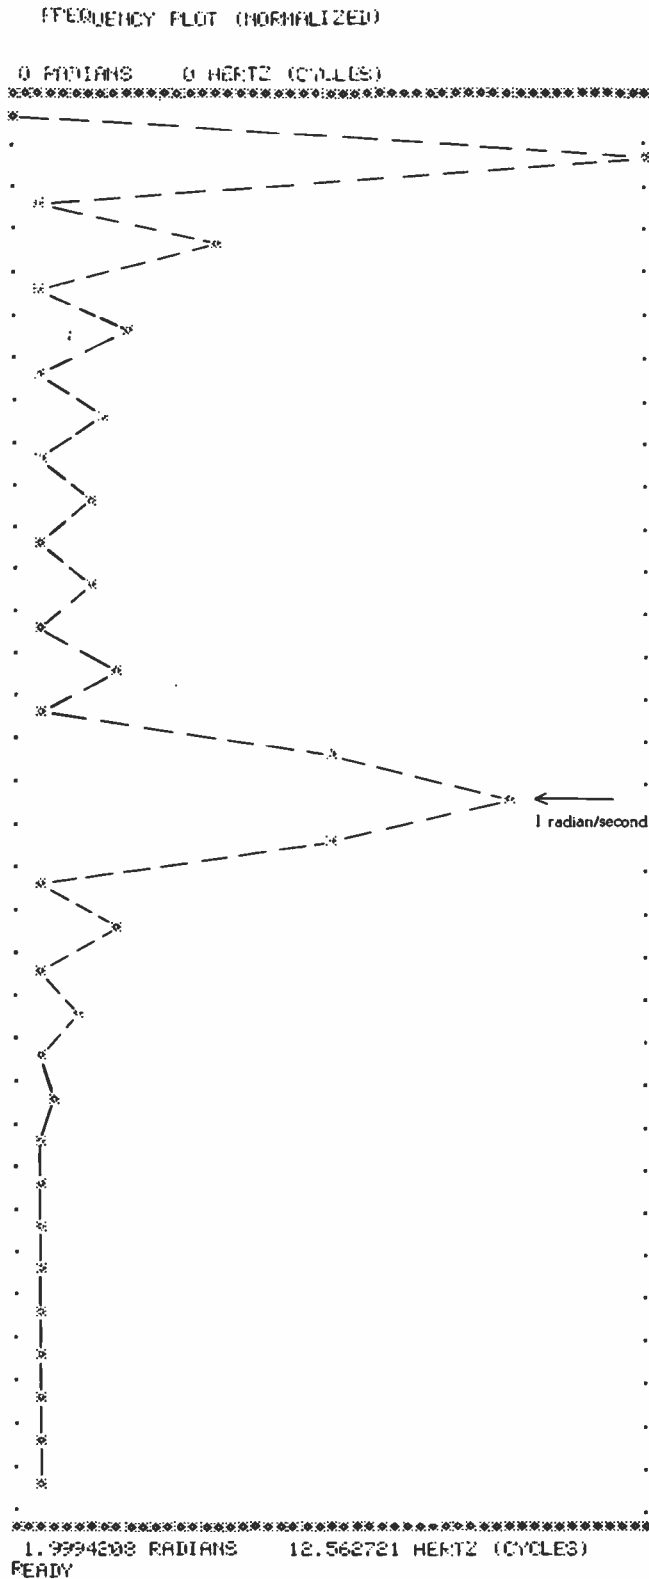 FREQUENCY PLOT (NORMALIZED)
0 RADIANS 0 HERTZ (CYCLES)
1 radian/second
1.9994208 RADIANS 12.562721 HERTZ (CYCLES)
READY